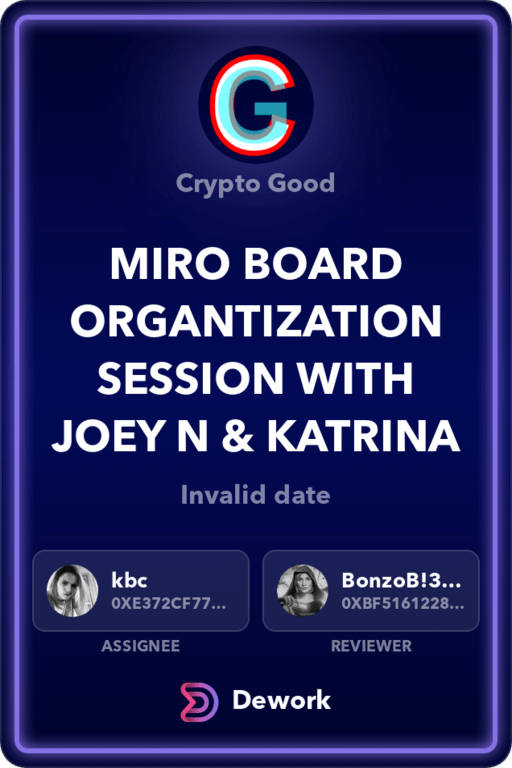 Crypto Good
MIRO BOARD
ORGANTIZATION
SESSION WITH
JOEY N & KATRINA
Invalid date
kbc
0XE372CF77...
BonzoB!3...
0XBF5161228...
ASSIGNEE
REVIEWER
Dework